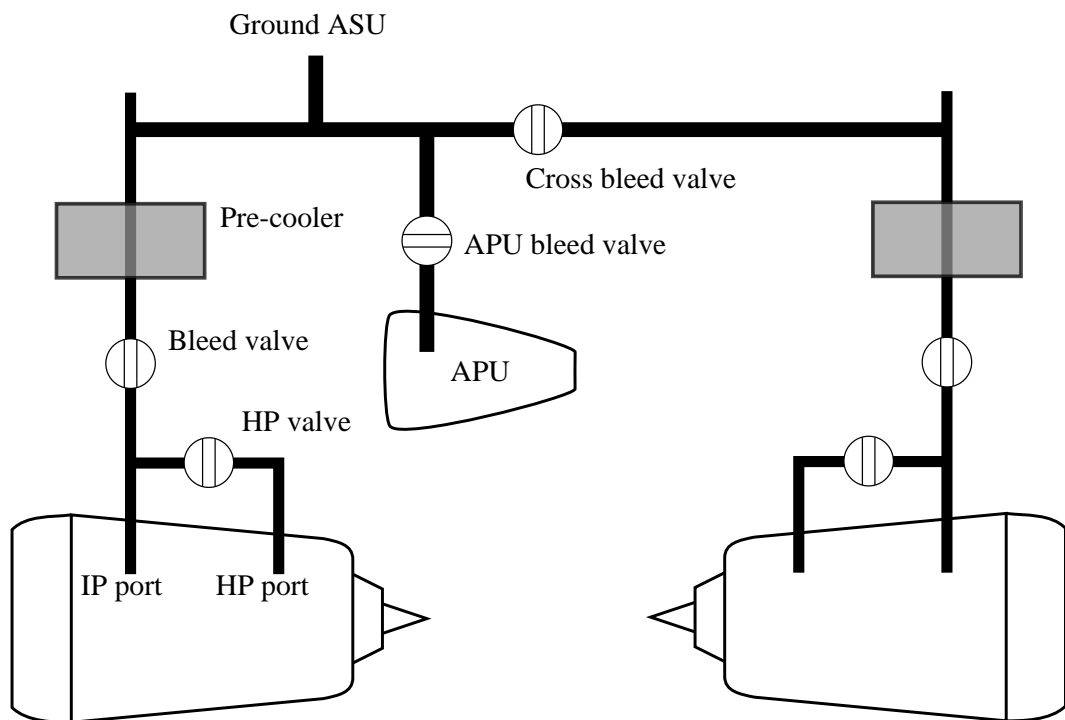 Ground ASU
Cross bleed valve
Pre-cooler
APU bleed valve
Bleed valve
APU
HP valve
IP port
HP port